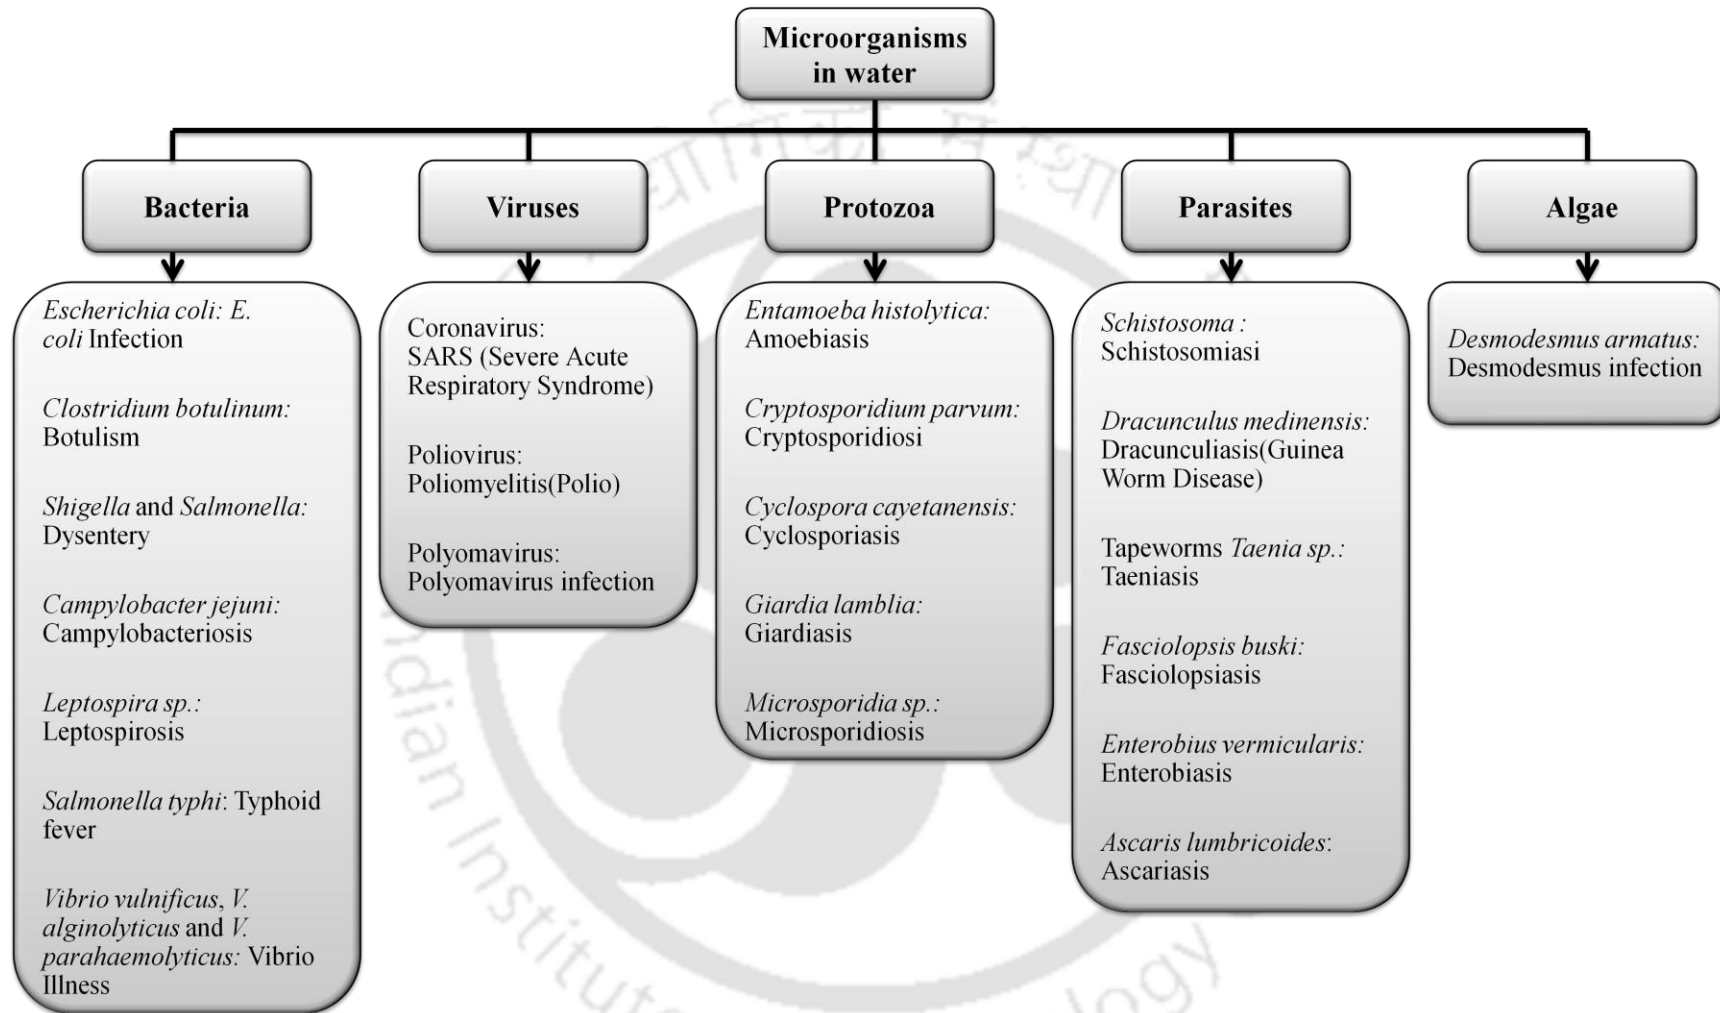 Microorganisms
in water
Bacteria
Viruses
Protozoa
Parasites
Algae
Escherichia coli: E.
coli Infection
Clostridium botulinum:
Botulism
Shigella and Salmonella:
Dysentery
Campylobacter jejuni:
Campylobacteriosis
Leptospira sp.:
Leptospirosis
Salmonella typhi: Typhoid
fever
Vibrio vulnificus, V.
alginolyticus and V.
parahaemolyticus: Vibrio
Illness
Coronavirus:
SARS (Severe Acute
Respiratory Syndrome)
Poliovirus:
Poliomyelitis(Polio)
Polyomavirus:
Polyomavirus infection
Entamoeba histolytica:
Amoebiasis
Cryptosporidium parvum:
Cryptosporidiosi
Cyclospora cayetanensis:
Cyclosporiasis
Giardia lamblia:
Giardiasis
Microsporidia sp.:
Microsporidiosis
Schistosoma :
Schistosomiasi
Dracunculus medinensis:
Dracunculiasis(Guinea
Worm Disease)
Tapeworms Taenia sp.:
Taeniasis
Fasciolopsis buski:
Fasciolopsiasis
Enterobius vermicularis:
Enterobiasis
Ascaris lumbricoides:
Ascariasis
Desmodesmus armatus:
Desmodesmus infection